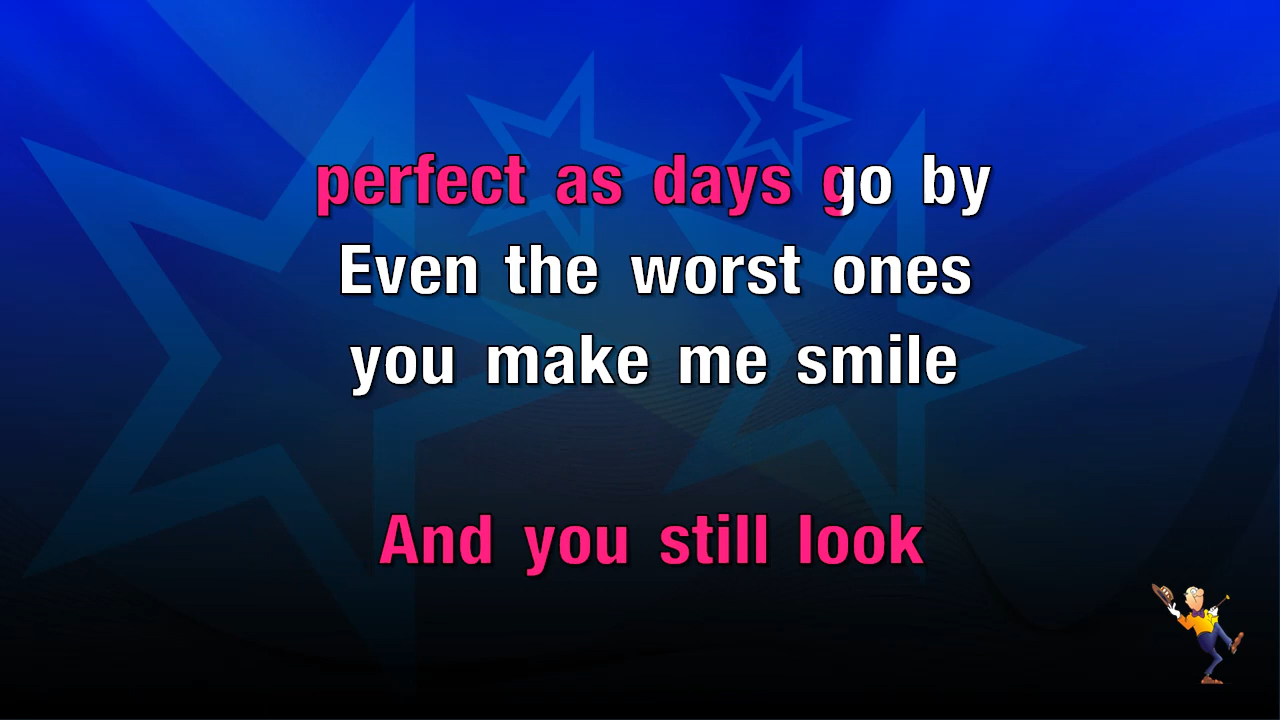 perfect as days go by
Even the worst ones
you make me smile
And you still look